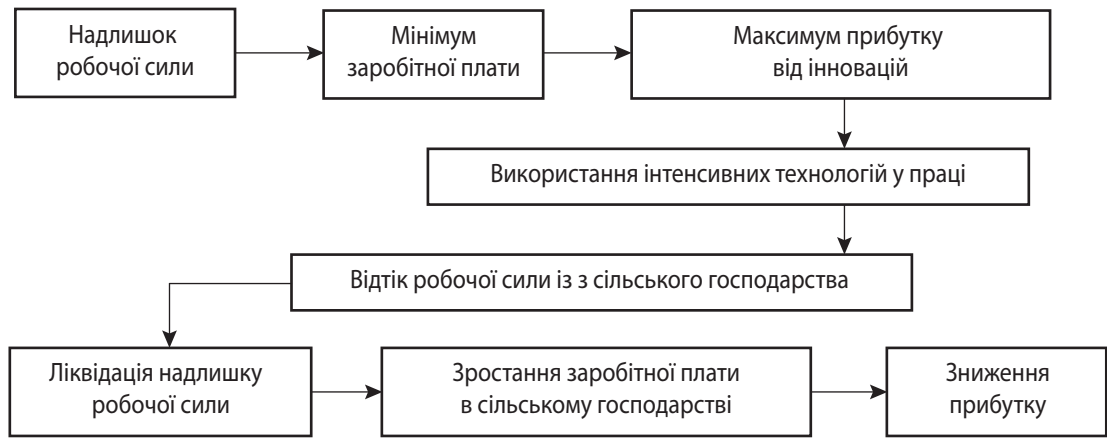 Надлишок
робочої сили
Мінімум
заробітної плати
Максимум прибутку
від інновацій
Використання інтенсивних технологій у праці
Відтік робочої сили із з сільського господарства
Ліквідація надлишку
робочої сили
Зростання заробітної плати
в сільському господарстві
Зниження
прибутку